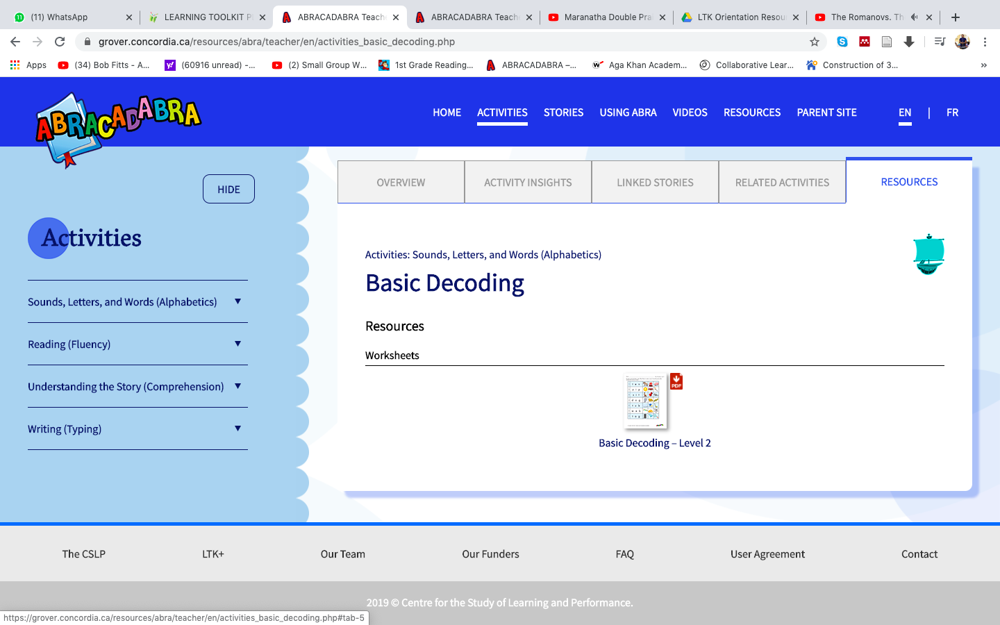 (11) WhatsApp
LEARNING TOOLKIT P
ABRACADABRA Teach
ABRACADABRA Teach
Maranatha Double Pra
LTK Orientation Resou
The Romanovs. Th
grover.concordia.ca/resources/abra/teacher/en/activities_basic_decoding.php
Apps
(34) Bob Fitts - A...
(60916 unread) -...
(2) Small Group W...
1st Grade Reading...
ABRACADABRA –...
Aga Khan Academ...
Collaborative Lear...
Construction of 3...
»
ABRACADABRA
HOME
ACTIVITIES
STORIES
USING ABRA
VIDEOS
RESOURCES
PARENT SITE
EN | FR
HIDE
Activities
Sounds, Letters, and Words (Alphabetics)
Reading (Fluency)
Understanding the Story (Comprehension)
Writing (Typing)
OVERVIEW
ACTIVITY INSIGHTS
LINKED STORIES
RELATED ACTIVITIES
RESOURCES
Activities: Sounds, Letters, and Words (Alphabetics)
Basic Decoding
Resources
Worksheets
PDF
Basic Decoding – Level 2
The CSLP
LTK+
Our Team
Our Funders
FAQ
User Agreement
Contact
2019 © Centre for the Study of Learning and Performance.
https://grover.concordia.ca/resources/abra/teacher/en/activities_basic_decoding.php#tab-5